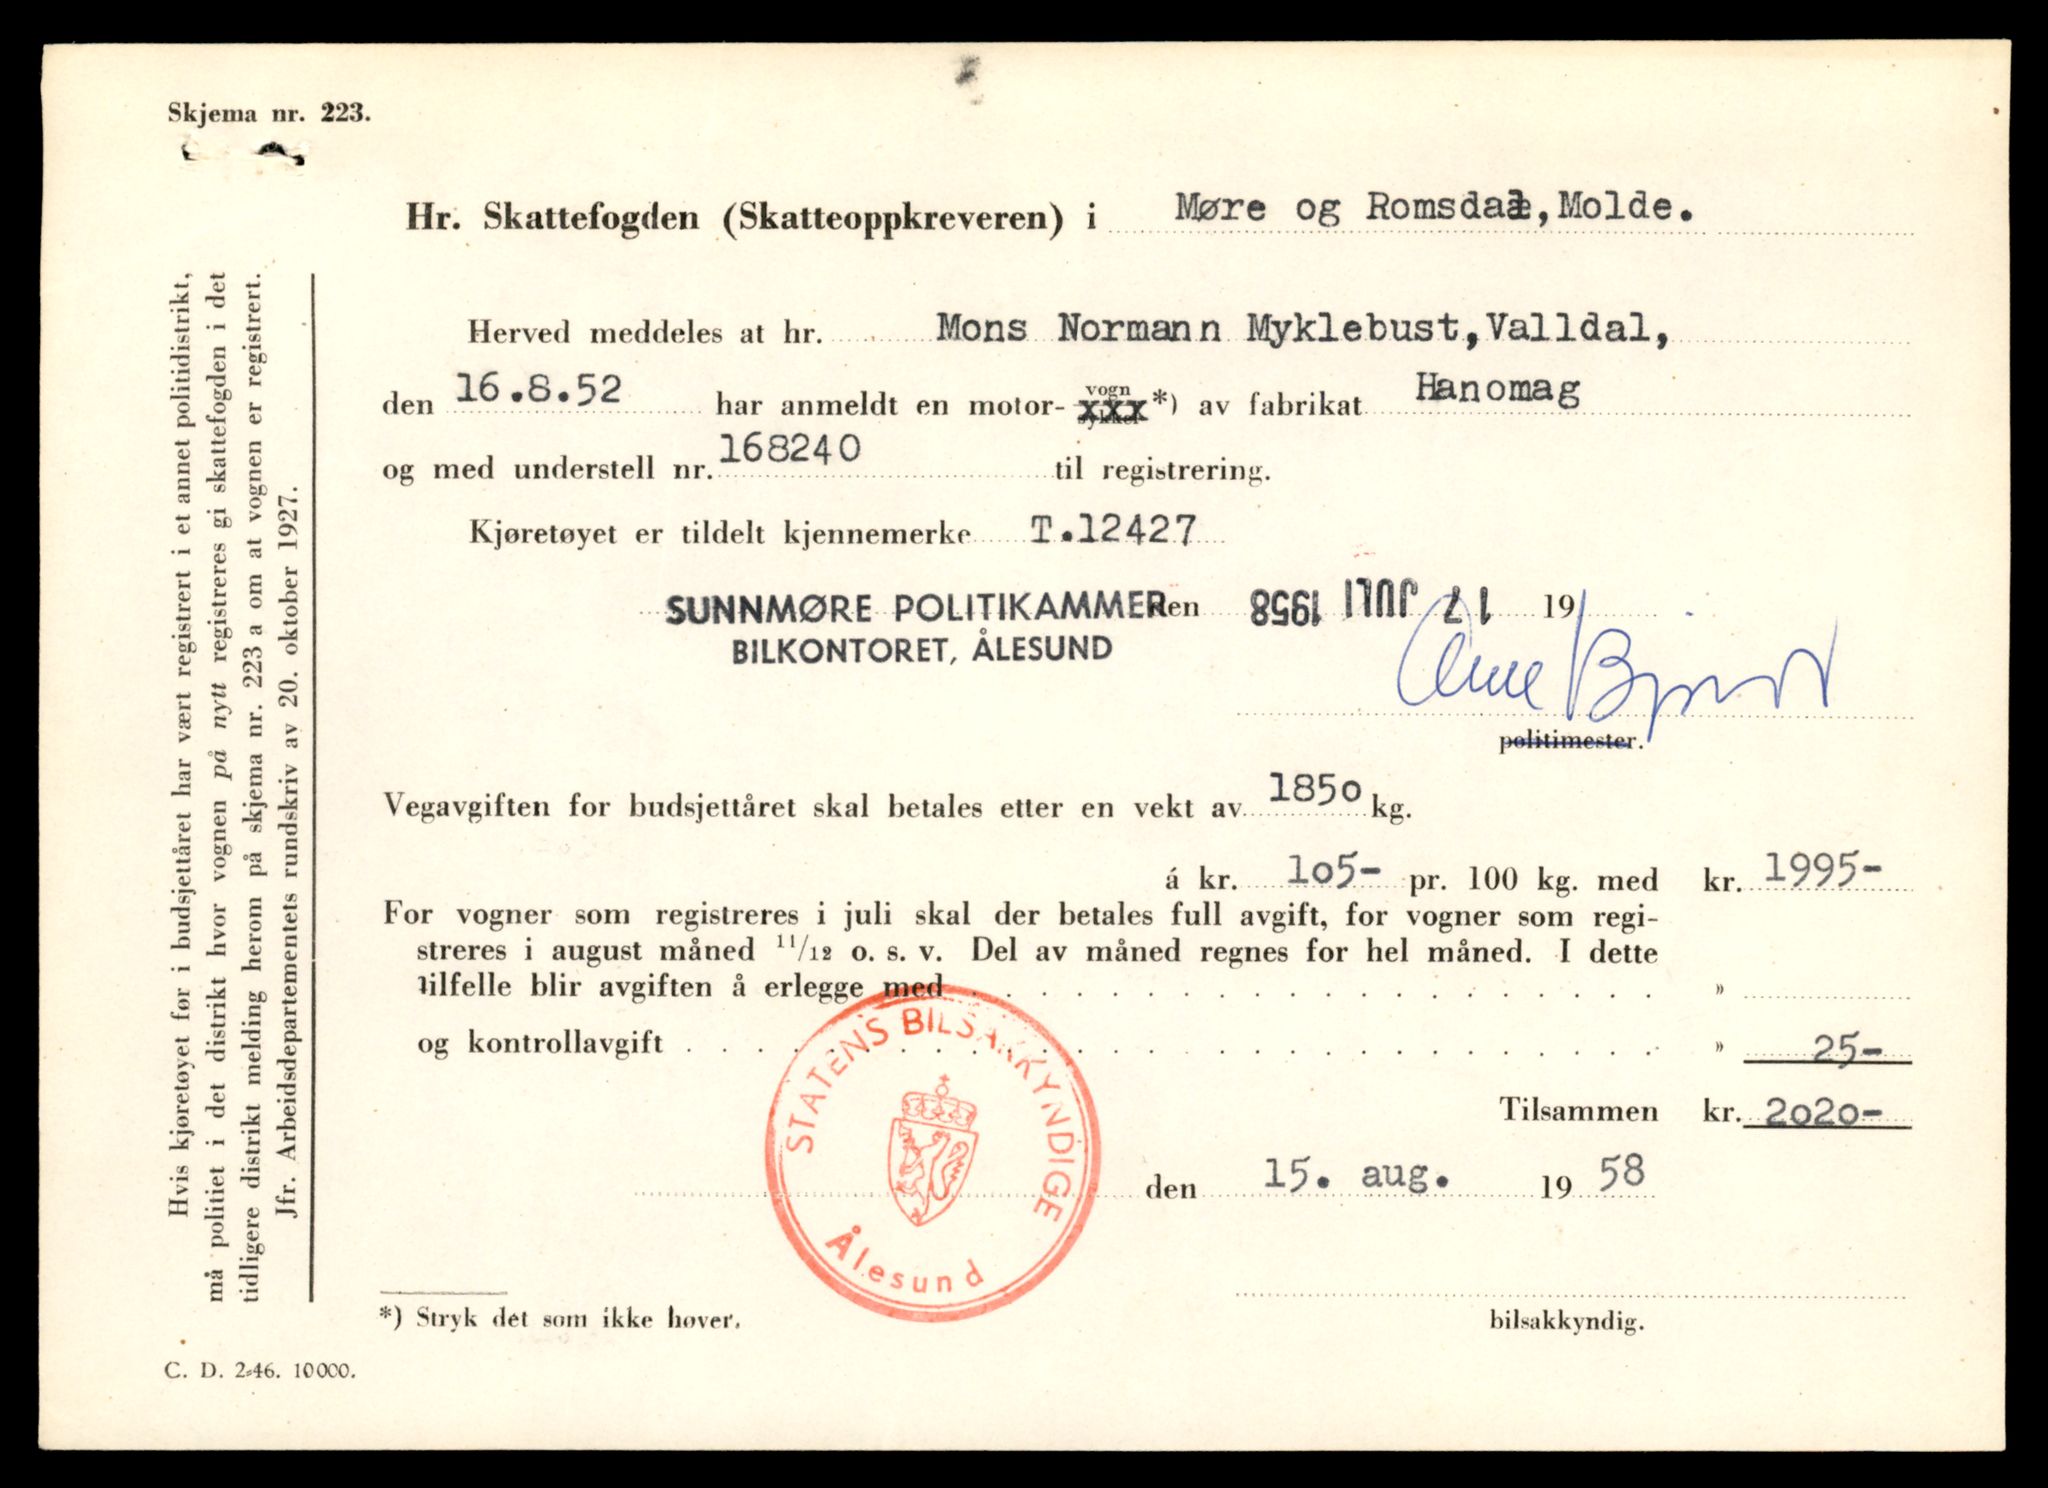 Skjema nr. 223.
Hr. Skattefogden (Skatteoppkreveren) i Møre og Romsdal, Molde.
Herved meddeles at hr. Mons Normann Myklebust, Valldal,
den 16.8.52 har anmeldt en motor- vogn sykkel *) av fabrikat Hanomag
og med understell nr. 168240 til registrering.
Kjøretøyet er tildelt kjennemerke T.12427
SUNNMØRE POLITIKAMMER den 17 JULI 1958 19
BILKONTORET, ÅLESUND
politimester.
Vegavgiften for budsjettåret skal betales etter en vekt av 1850 kg.
á kr. 105- pr. 100 kg. med kr. 1995-
For vogner som registreres i juli skal der betales full avgift, for vogner som regi-
streres i august måned 11/12 o. s. v. Del av måned regnes for hel måned. I dette
tilfelle blir avgiften å erlegge med . . . . . . . . . . . . . . . . . . . . »
og kontrollavgift . . . . . . . . . . . . . . . . . . . . » 25-
Tilsammen kr. 2020-
den 15. aug. 19 58
STATENS BILSAKKYNDIGE
Ålesund
*) Stryk det som ikke høver.
bilsakkyndig.
C. D. 2-46. 10000.
Hvis kjøretøyet før i budsjettåret har vært registrert i et annet politidistrikt,
må politiet i det distrikt hvor vognen på nytt registreres gi skattefogden i det
tidligere distrikt melding herom på skjema nr. 223 a om at vognen er registrert.
Jfr. Arbeidsdepartementets rundskriv av 20. oktober 1927.